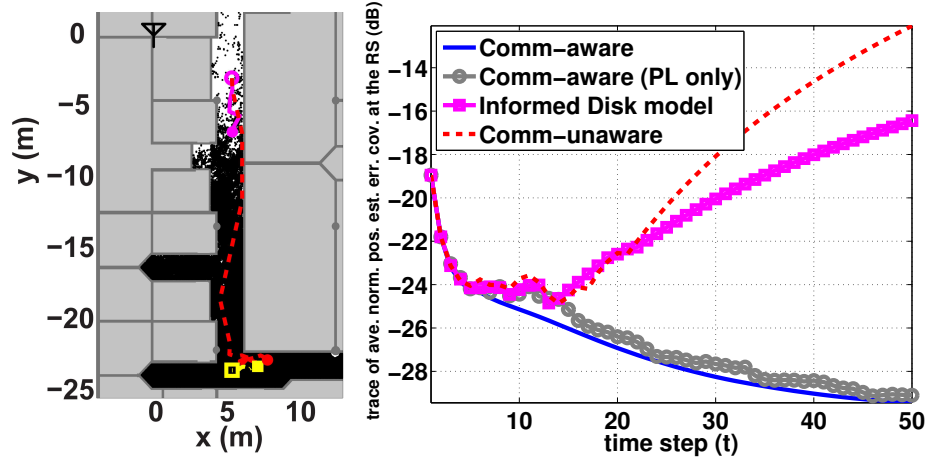 0
−5
−10
−15
−20
−25
y (m)
0 5 10
x (m)
trace of ave. norm. pos. est. err. cov. at the RS (dB)
−14
−16
−18
−20
−22
−24
−26
−28
Comm−aware
Comm−aware (PL only)
Informed Disk model
Comm−unaware
10 20 30 40 50
time step (t)